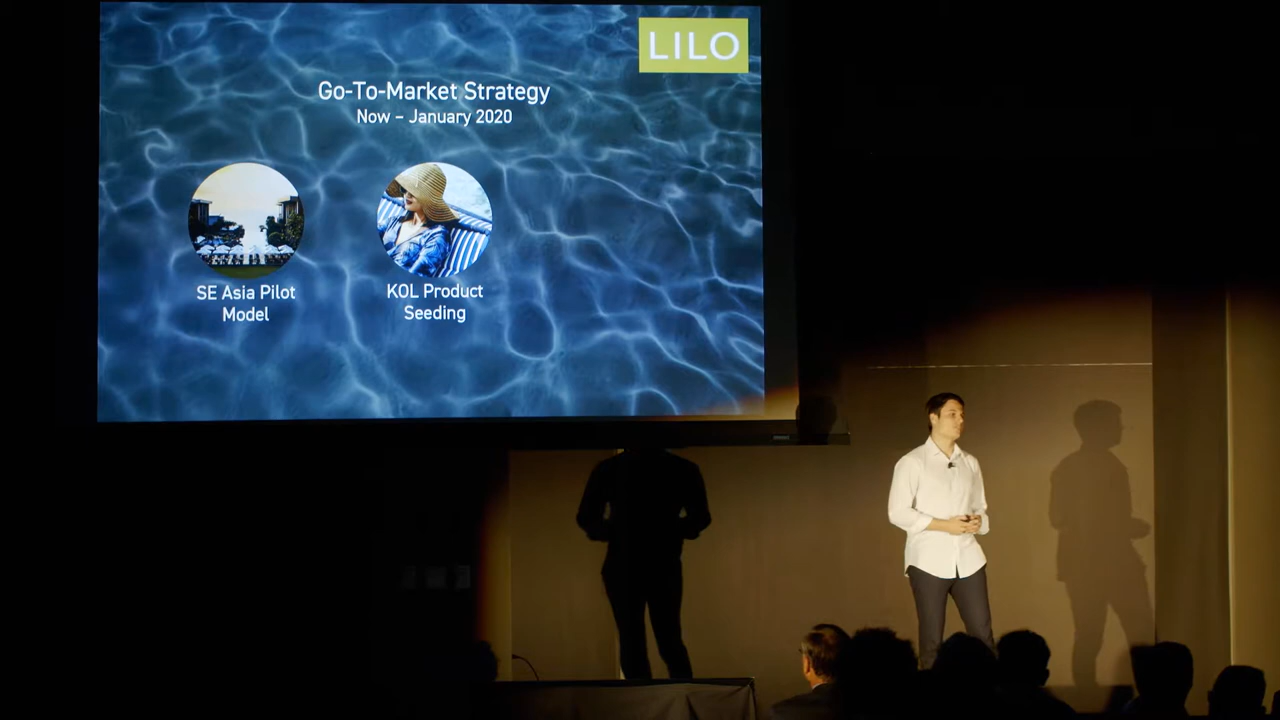 LILO
Go-To-Market Strategy
Now – January 2020
SE Asia Pilot
Model
KOL Product
Seeding